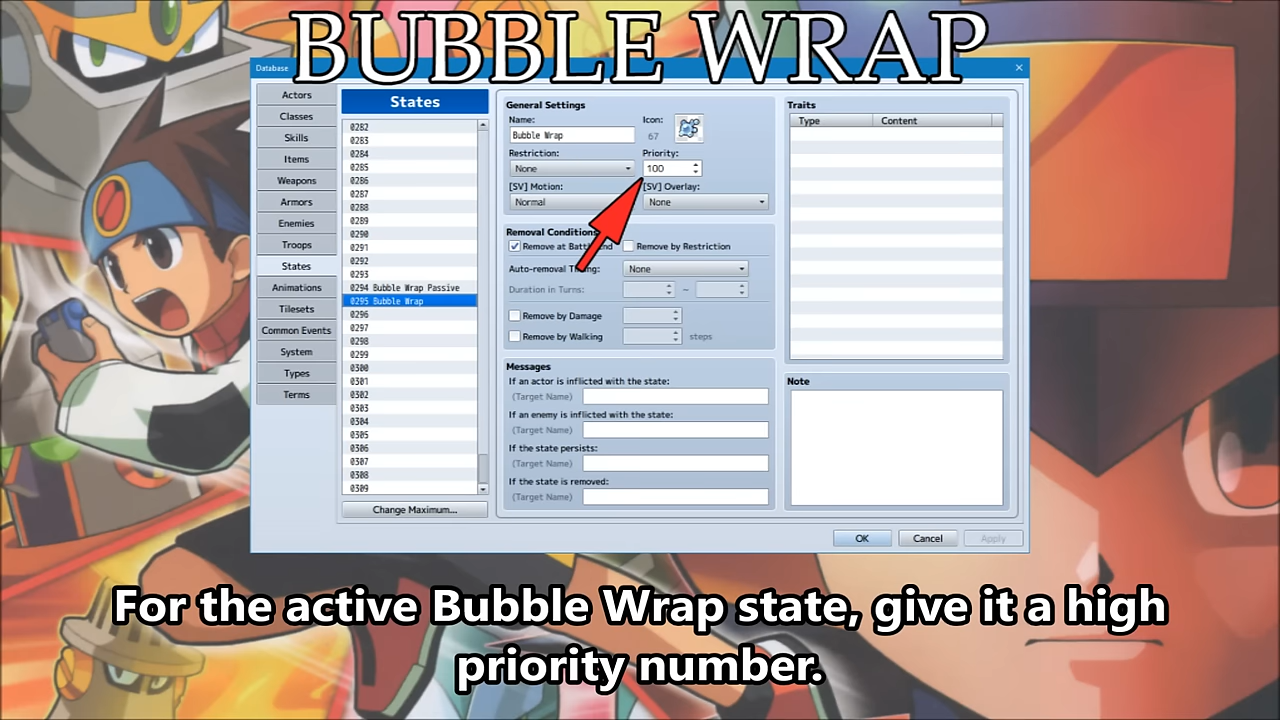 BUBBLE WRAP
Database
Actors
Classes
Skills
Items
Weapons
Armors
Enemies
Troops
States
Animations
Tilesets
Common Events
System
Types
Terms
States
0282
0283
0284
0285
0286
0287
0288
0289
0290
0291
0292
0293
0294 Bubble Wrap Passive
0295 Bubble Wrap
0296
0297
0298
0299
0300
0301
0302
0303
0304
0305
0306
0307
0308
0309
Change Maximum...
General Settings
Name: Icon:
Bubble Wrap 67
Restriction: Priority:
None 100
[SV] Motion: [SV] Overlay:
Normal None
Removal Conditions
Remove at Battle End Remove by Restriction
Auto-removal Timing: None
Duration in Turns: ~
Remove by Damage
Remove by Walking steps
Messages
If an actor is inflicted with the state:
(Target Name)
If an enemy is inflicted with the state:
(Target Name)
If the state persists:
(Target Name)
If the state is removed:
(Target Name)
Traits
Type Content
Note
OK Cancel Apply
For the active Bubble Wrap state, give it a high
priority number.